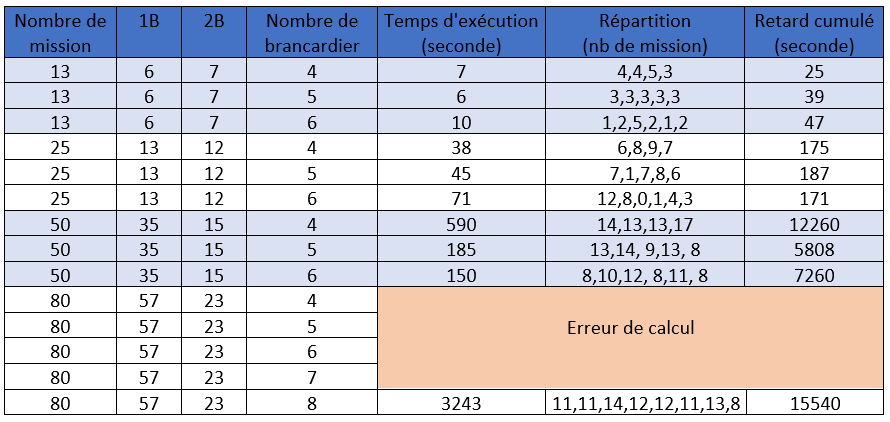 Nombre de mission 1B 2B Nombre de brancardier Temps d'exécution (seconde) Répartition (nb de mission) Retard cumulé (seconde)
13 6 7 4 7 4,4,5,3 25
13 6 7 5 6 3,3,3,3,3 39
13 6 7 6 10 1,2,5,2,1,2 47
25 13 12 4 38 6,8,9,7 175
25 13 12 5 45 7,1,7,8,6 187
25 13 12 6 71 12,8,0,1,4,3 171
50 35 15 4 590 14,13,13,17 12260
50 35 15 5 185 13,14, 9,13, 8 5808
50 35 15 6 150 8,10,12, 8,11, 8 7260
80 57 23 4
80 57 23 5
Erreur de calcul
80 57 23 6
80 57 23 7
80 57 23 8 3243 11,11,14,12,12,11,13,8 15540